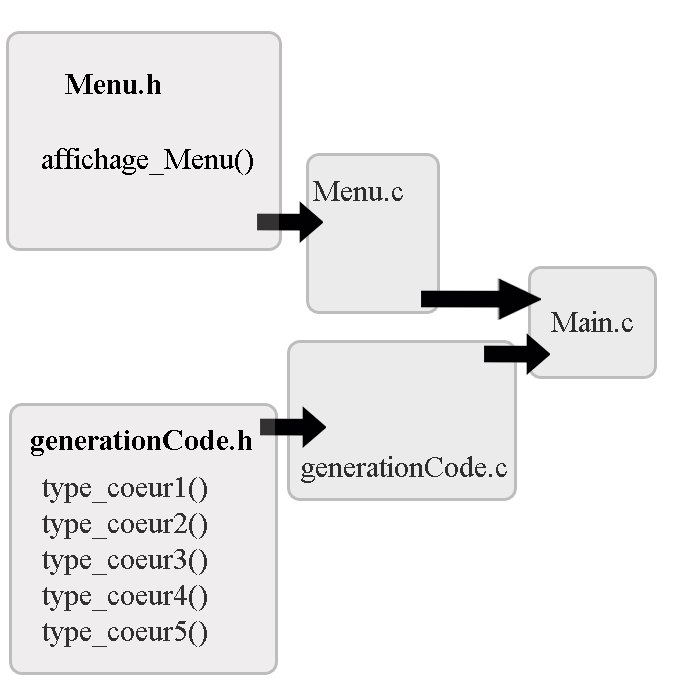 Menu.h
affichage_Menu()
Menu.c
Main.c
generationCode.h
type_coeur1()
type_coeur2()
type_coeur3()
type_coeur4()
type_coeur5()
generationCode.c